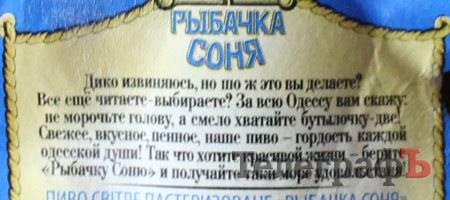 РЫБАЧКА
СОНЯ
Дико извиняюсь, но шо ж это вы делаете?
Все ещё читаете-выбираете? За всю Одессу вам скажу:
не морочьте голову, а смело хватайте бутылочку-две!
Свежее, вкусное, пенное, наше пиво – гордость каждой
одесской души! Так что хотите красивой жизни – берите
«Рыбачку Соню» и получайте таки море удовольствия!
ПИВО СВІТЛЕ ПАСТЕРИЗОВАНЕ «РЫБАЧКА СОНЯ»